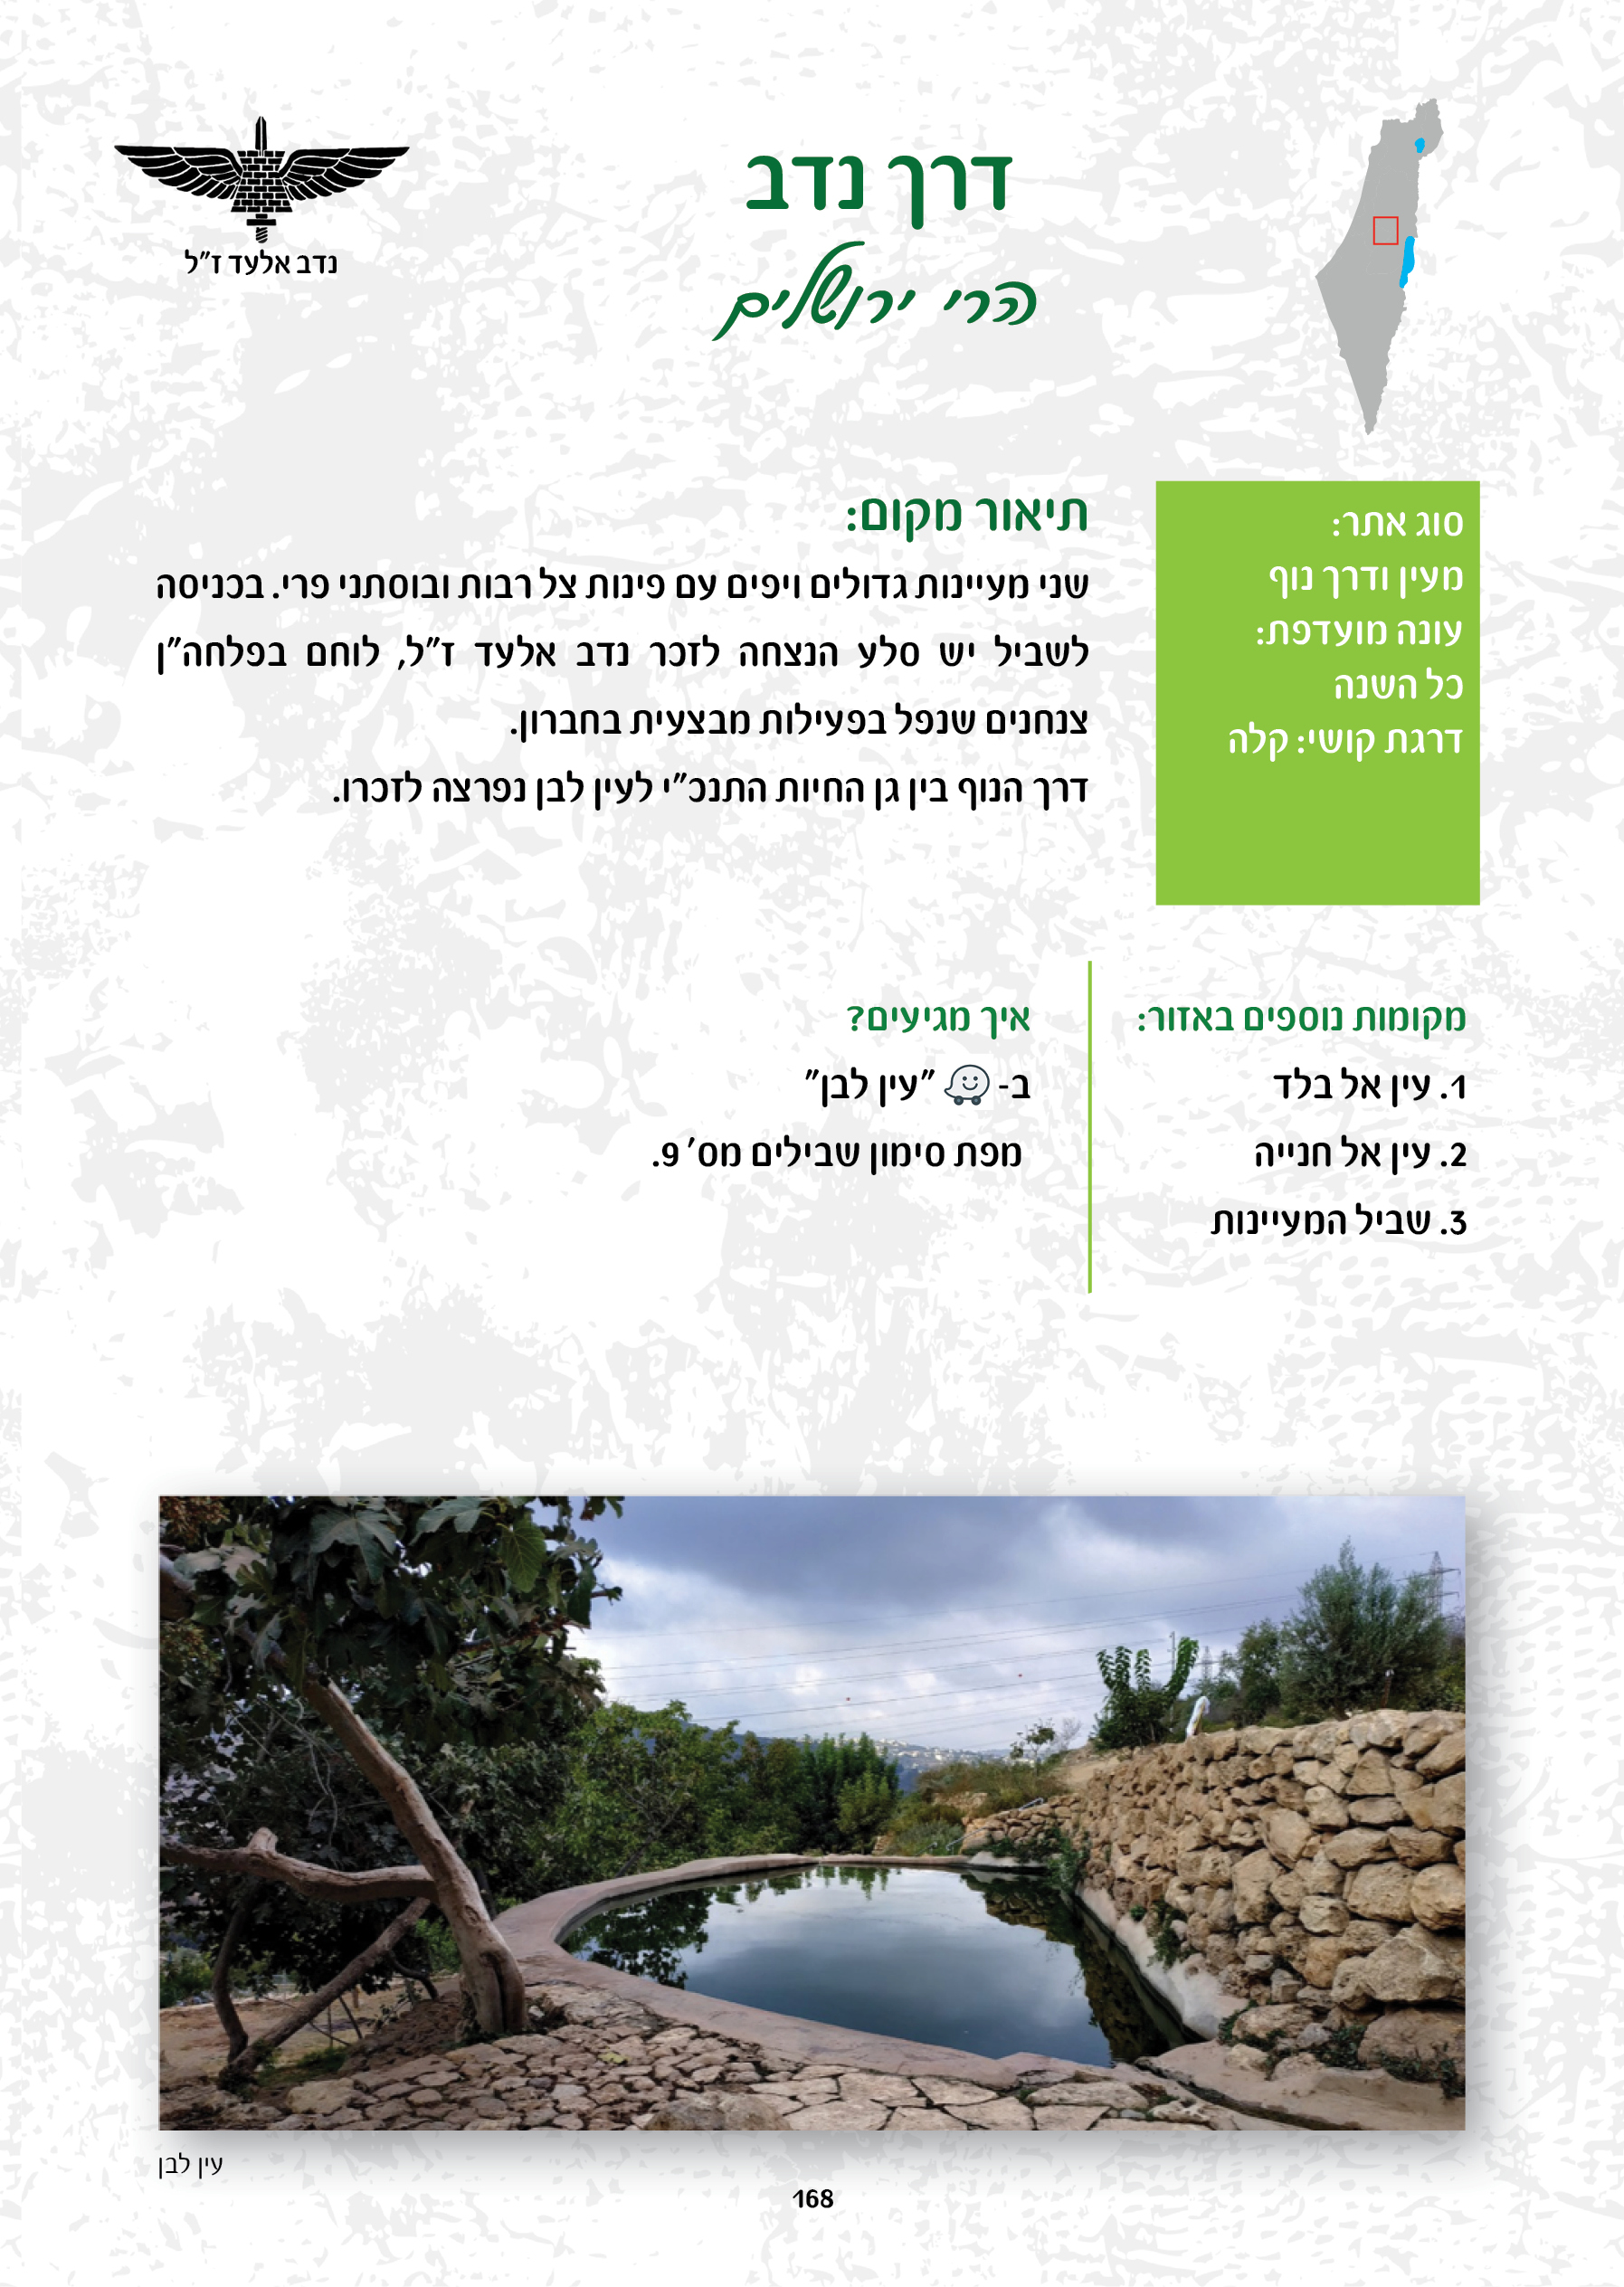 דרך נדב
הרי ירושלים
נדב אלעד ז"ל
סוג אתר:
מעין ודרך נוף
עונה מועדפת:
כל השנה
דרגת קושי: קלה
תיאור מקום:
שני מעיינות גדולים ויפים עם פינות צל רבות ובוסתני פרי. בכניסה
לשביל יש סלע הנצחה לזכר נדב אלעד ז"ל, לוחם בפלחה"ן
צנחנים שנפל בפעילות מבצעית בחברון.
דרך הנוף בין גן החיות התנכ"י לעין לבן נפרצה לזכרו.
מקומות נוספים באזור:
1. עין אל בלד
2. עין אל חנייה
3. שביל המעיינות
איך מגיעים?
ב- "עין לבן"
מפת סימון שבילים מס' 9.
עין לבן
168